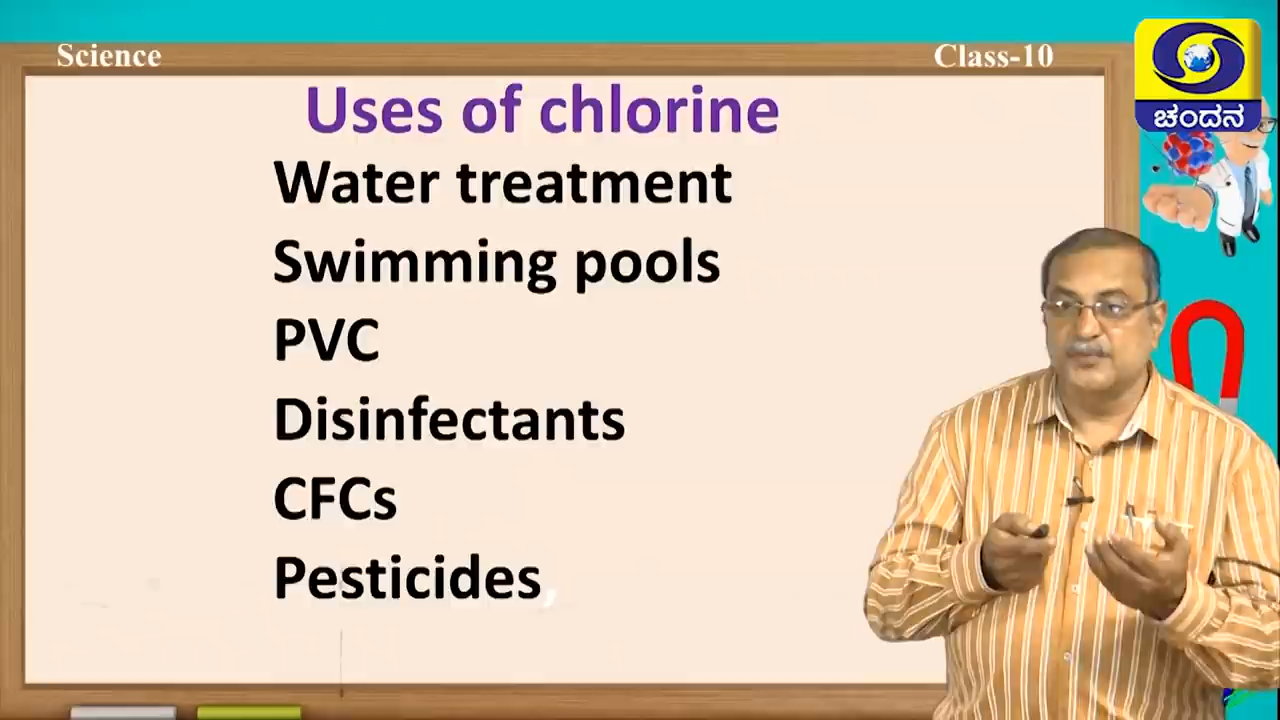 Science
Class-10
ಚಂದನ
Uses of chlorine
Water treatment
Swimming pools
PVC
Disinfectants
CFCs
Pesticides